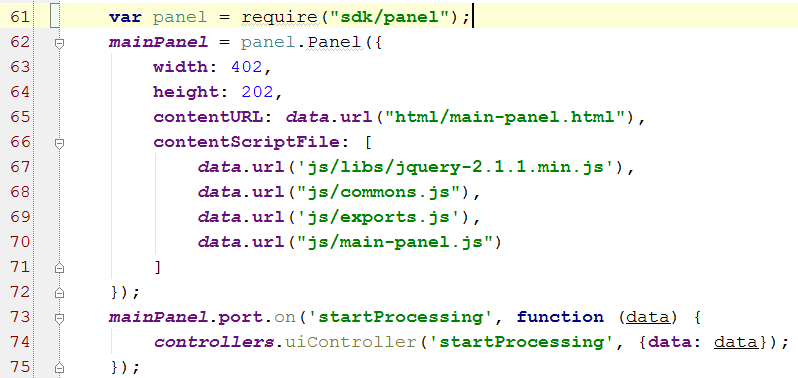 61 var panel = require("sdk/panel");
62 mainPanel = panel.Panel({
63 width: 402,
64 height: 202,
65 contentURL: data.url("html/main-panel.html"),
66 contentScriptFile: [
67 data.url('js/libs/jquery-2.1.1.min.js'),
68 data.url("js/commons.js"),
69 data.url('js/exports.js'),
70 data.url("js/main-panel.js")
71 ]
72 });
73 mainPanel.port.on('startProcessing', function (data) {
74 controllers.uiController('startProcessing', {data: data});
75 });